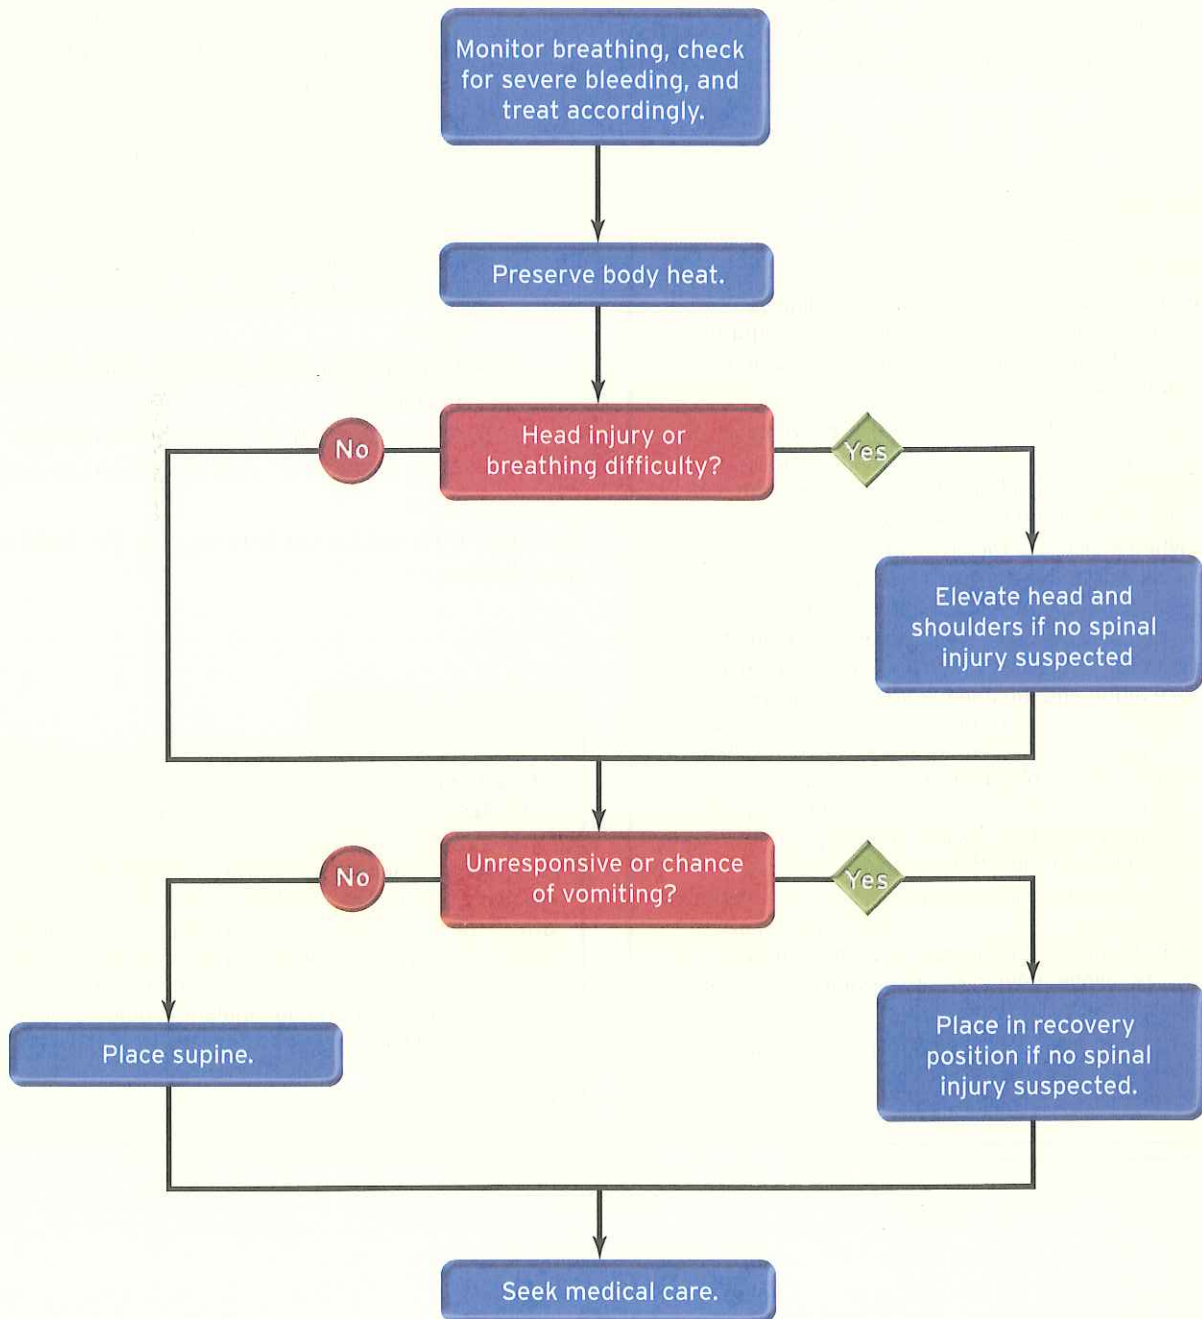 Monitor breathing, check
for severe bleeding, and
treat accordingly.
Preserve body heat.
No
Head injury or
breathing difficulty?
Yes
Elevate head and
shoulders if no spinal
injury suspected
No
Unresponsive or chance
of vomiting?
Yes
Place supine.
Place in recovery
position if no spinal
injury suspected.
Seek medical care.